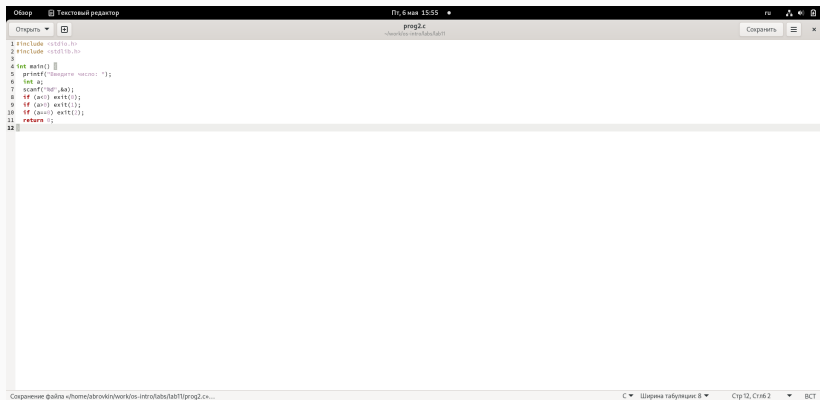 Обзор Текстовый редактор Пт, 6 мая 15:55 ru
Открыть prog2.c Сохранить
~/work/os-intro/labs/lab11
1 #include <stdio.h>
2 #include <stdlib.h>
3
4 int main() {
5 printf("Введите число: ");
6 int a;
7 scanf("%d",&a);
8 if (a<0) exit(0);
9 if (a>0) exit(1);
10 if (a==0) exit(2);
11 return 0;
12 }
Сохранение файла «/home/abrovkin/work/os-intro/labs/lab11/prog2.c»... C Ширина табуляции: 8 Стр 12, Стлб 2 ВСТ